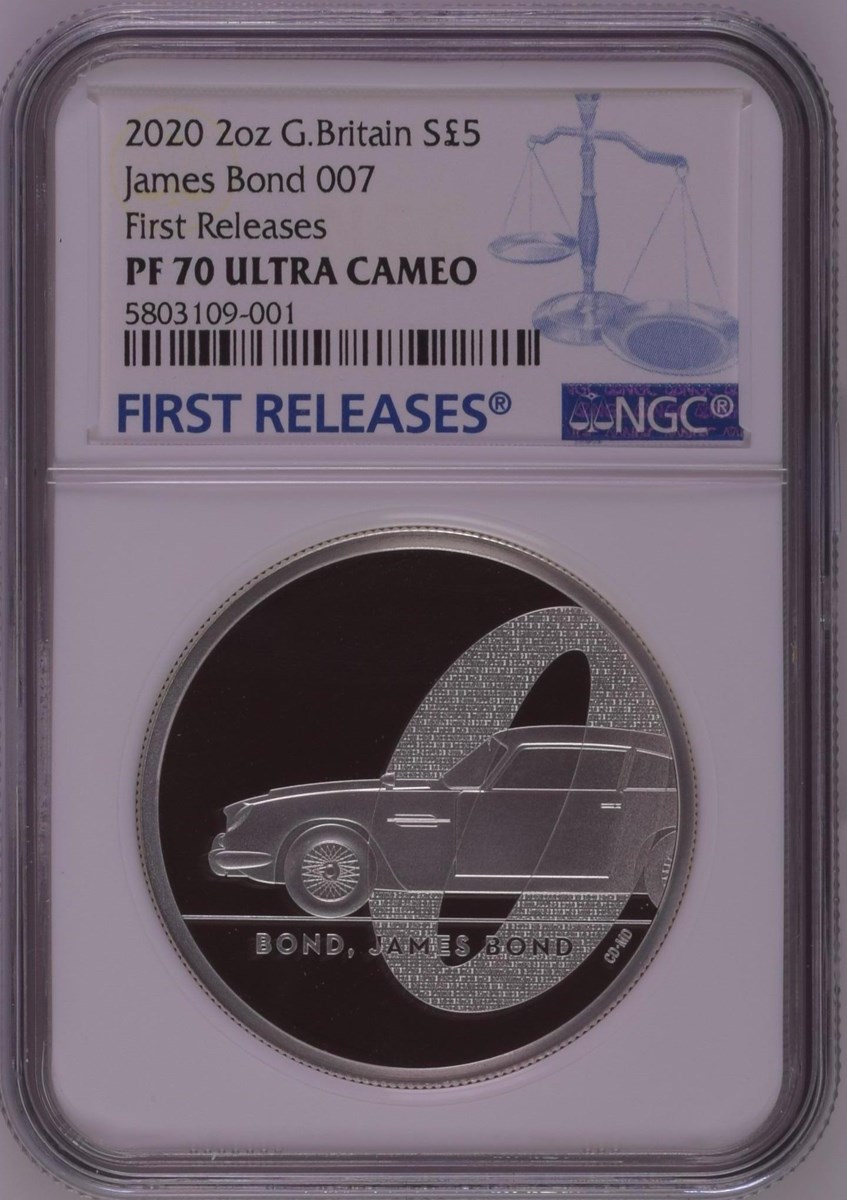 2020 2oz G.Britain S£5
James Bond 007
First Releases
PF 70 ULTRA CAMEO
5803109-001
FIRST RELEASES®
NGC®
BOND, JAMES BOND
CD·MD